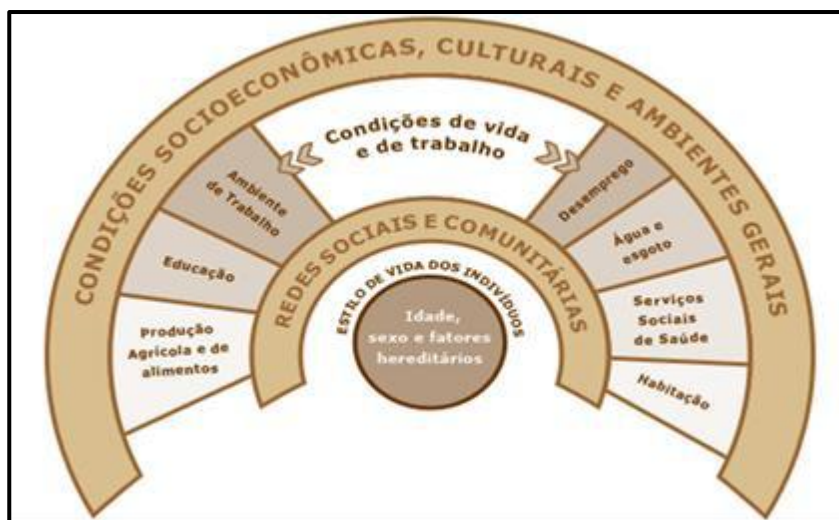 CONDIÇÕES SOCIOECONÔMICAS, CULTURAIS E AMBIENTES GERAIS
Condições de vida
e de trabalho
Ambiente
de Trabalho
Educação
Produção
Agrícola e de
alimentos
Desemprego
Água e
esgoto
Serviços
Sociais
de Saúde
Habitação
REDES SOCIAIS E COMUNITÁRIAS
ESTILO DE VIDA DOS INDIVÍDUOS
Idade,
sexo e fatores
hereditários